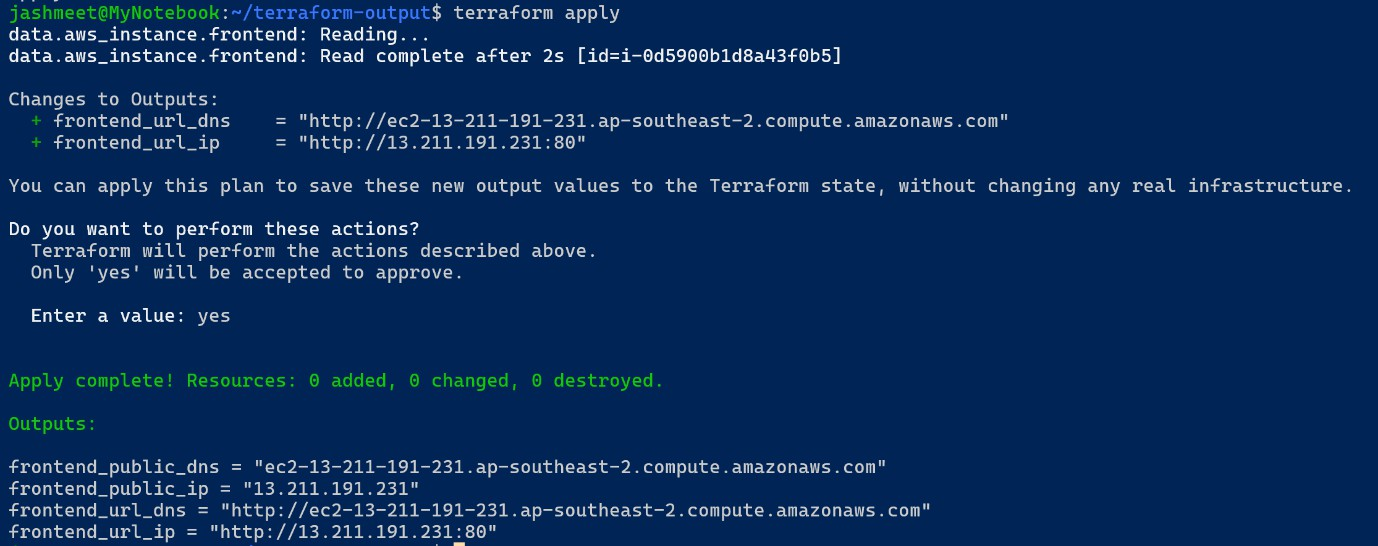 jashmeet@MyNotebook:~/terraform-output$ terraform apply
data.aws_instance.frontend: Reading...
data.aws_instance.frontend: Read complete after 2s [id=i-0d5900b1d8a43f0b5]
Changes to Outputs:
+ frontend_url_dns    = "http://ec2-13-211-191-231.ap-southeast-2.compute.amazonaws.com"
+ frontend_url_ip     = "http://13.211.191.231:80"
You can apply this plan to save these new output values to the Terraform state, without changing any real infrastructure.
Do you want to perform these actions?
Terraform will perform the actions described above.
Only 'yes' will be accepted to approve.
Enter a value: yes
Apply complete! Resources: 0 added, 0 changed, 0 destroyed.
Outputs:
frontend_public_dns = "ec2-13-211-191-231.ap-southeast-2.compute.amazonaws.com"
frontend_public_ip = "13.211.191.231"
frontend_url_dns = "http://ec2-13-211-191-231.ap-southeast-2.compute.amazonaws.com"
frontend_url_ip = "http://13.211.191.231:80"